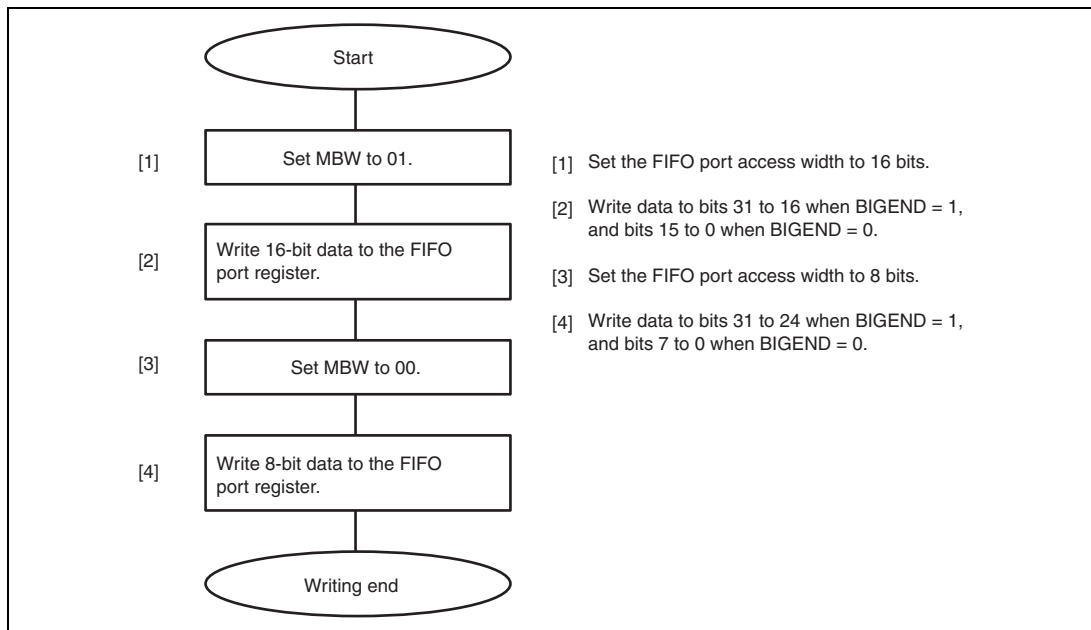 Start
[1]
Set MBW to 01.
[2]
Write 16-bit data to the FIFO
port register.
[3]
Set MBW to 00.
[4]
Write 8-bit data to the FIFO
port register.
Writing end
[1] Set the FIFO port access width to 16 bits.
[2] Write data to bits 31 to 16 when BIGEND = 1,
and bits 15 to 0 when BIGEND = 0.
[3] Set the FIFO port access width to 8 bits.
[4] Write data to bits 31 to 24 when BIGEND = 1,
and bits 7 to 0 when BIGEND = 0.